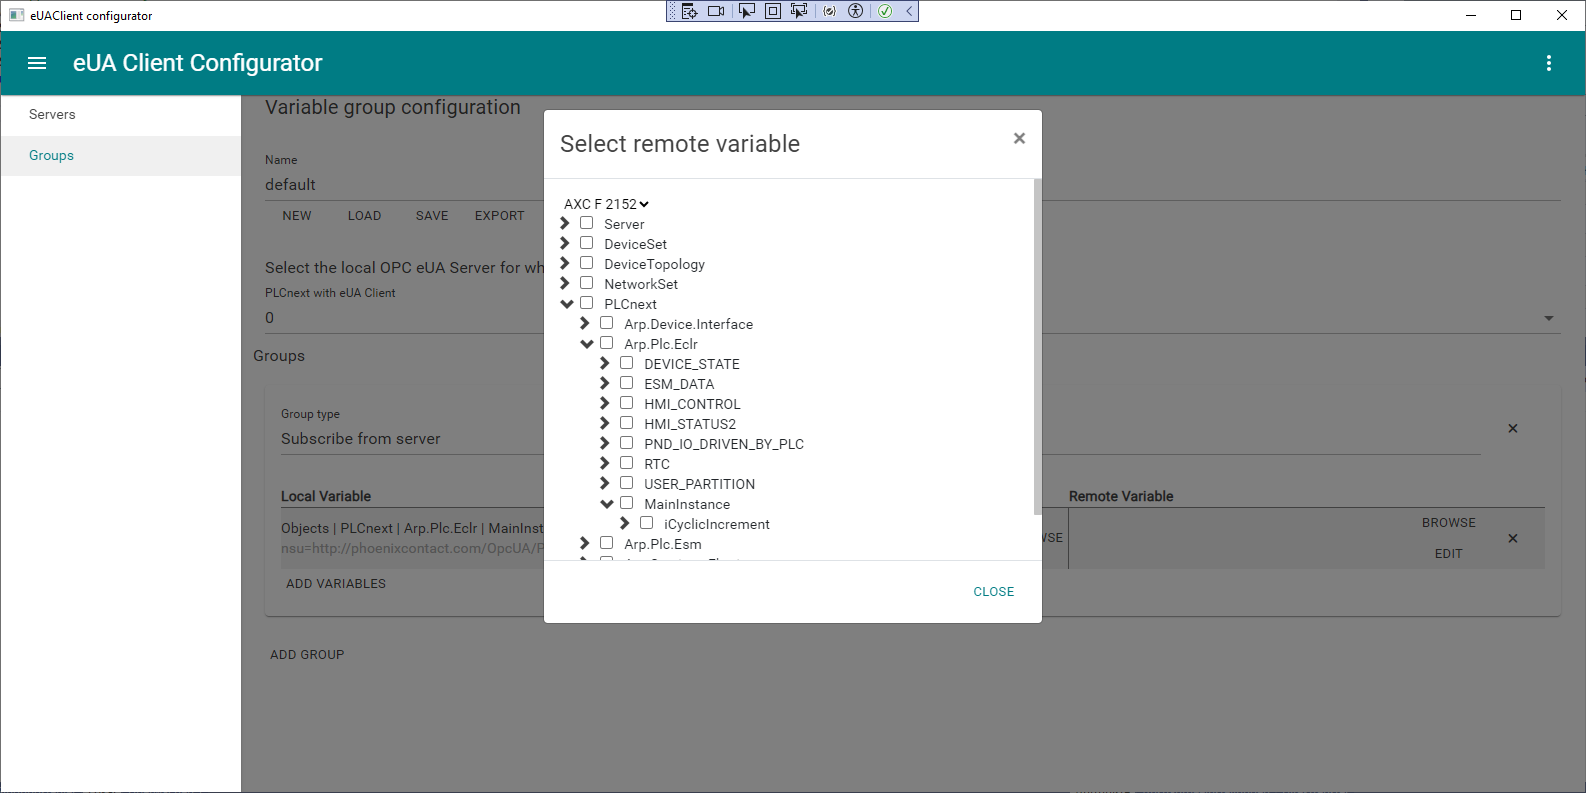 eUAClient configurator
eUA Client Configurator
Servers
Groups
Variable group configuration
Name
default
NEW LOAD SAVE EXPORT
Select the local OPC eUA Server for wh
PLCnext with eUA Client
0
Groups
Group type
Subscribe from server
Local Variable Remote Variable
Objects | PLCnext | Arp.Plc.Eclr | MainInst
nsu=http://phoenixcontact.com/OpcUA/P
WSE
BROWSE
EDIT
ADD VARIABLES
ADD GROUP
Select remote variable
AXC F 2152
Server
DeviceSet
DeviceTopology
NetworkSet
PLCnext
Arp.Device.Interface
Arp.Plc.Eclr
DEVICE_STATE
ESM_DATA
HMI_CONTROL
HMI_STATUS2
PND_IO_DRIVEN_BY_PLC
RTC
USER_PARTITION
MainInstance
iCyclicIncrement
Arp.Plc.Esm
CLOSE